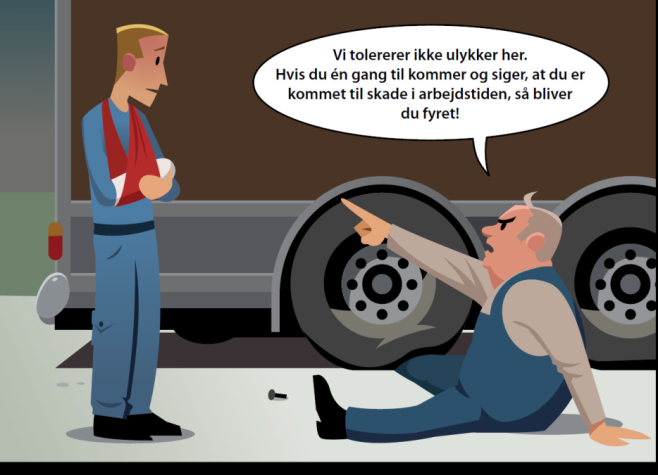 Vi tolererer ikke ulykker her.
Hvis du én gang til kommer og siger, at du er
kommet til skade i arbejdstiden, så bliver
du fyret!